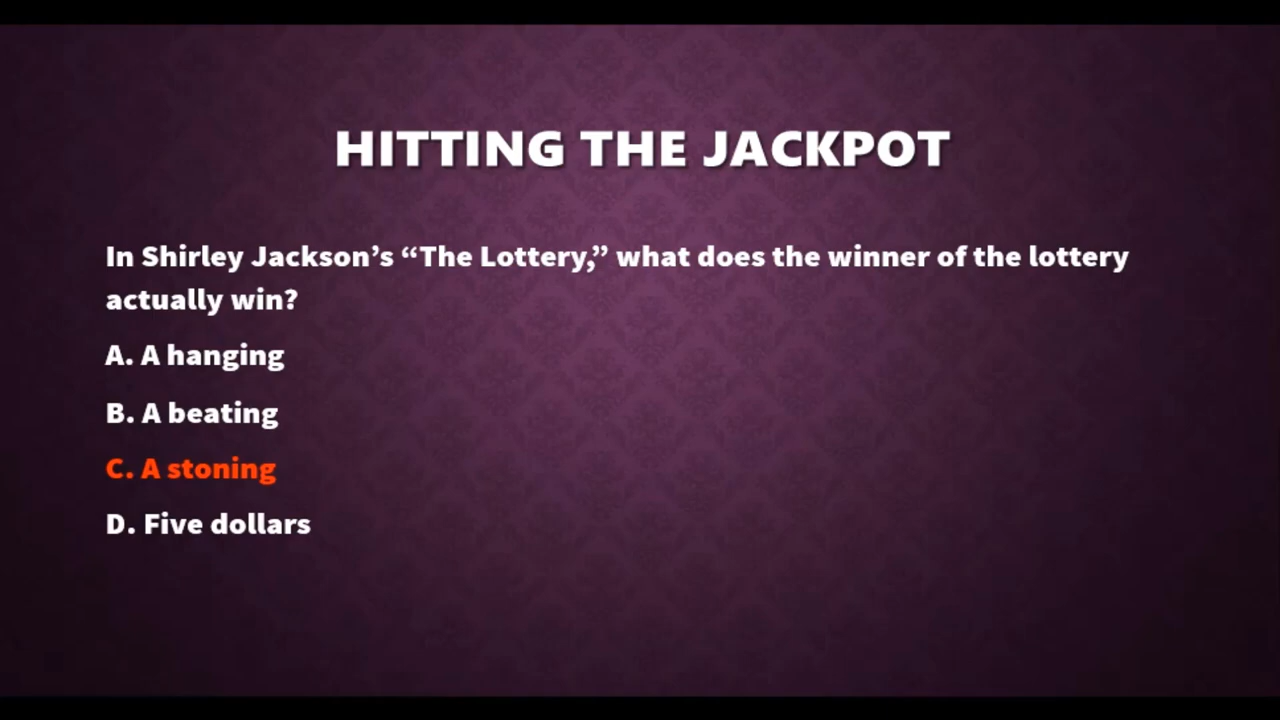 HITTING THE JACKPOT
In Shirley Jackson’s “The Lottery,” what does the winner of the lottery
actually win?
A. A hanging
B. A beating
C. A stoning
D. Five dollars